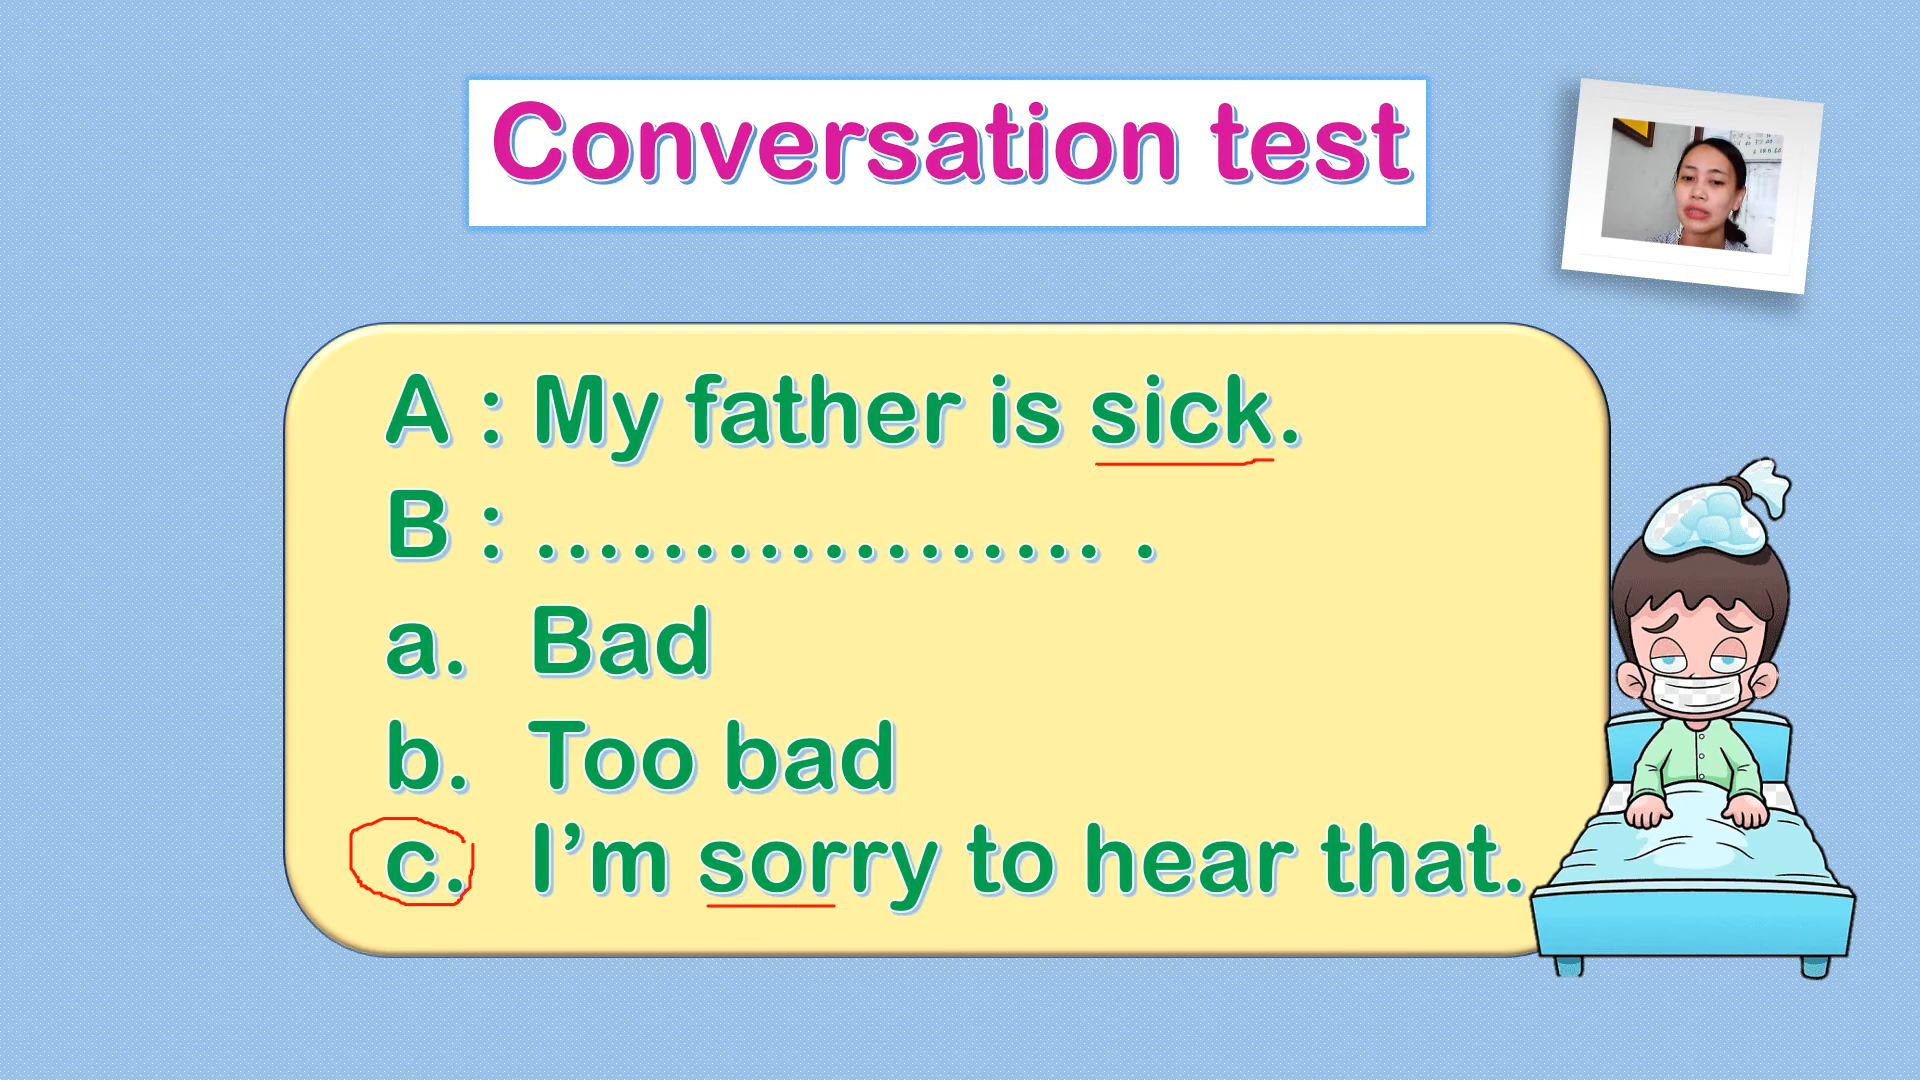 Conversation test
A : My father is sick.
B : .................. .
a. Bad
b. Too bad
c. I’m sorry to hear that.